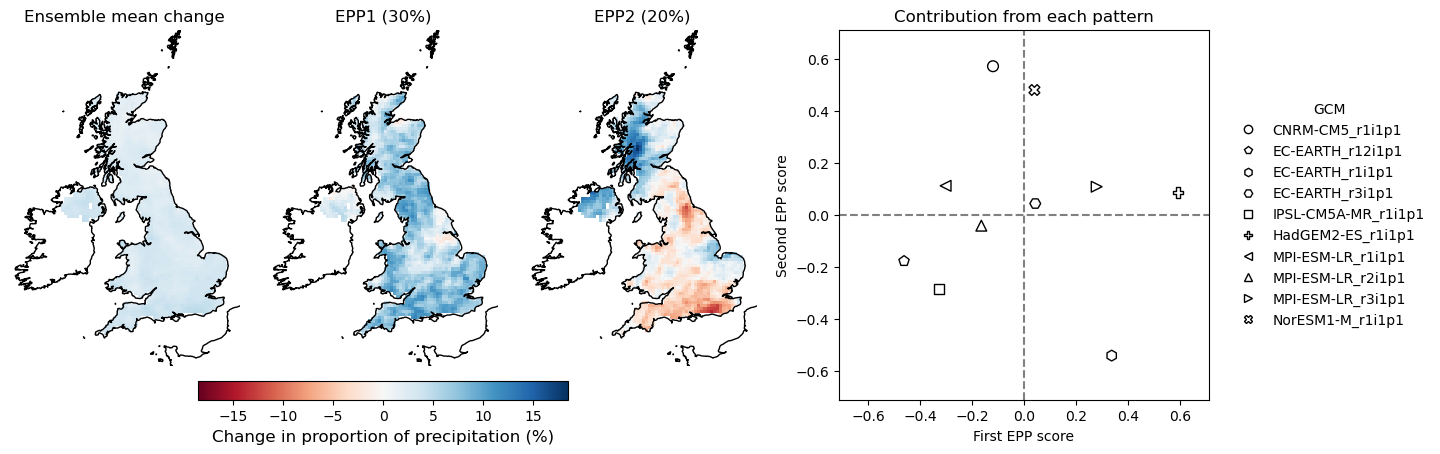 Ensemble mean change
EPP1 (30%)
EPP2 (20%)
−15 −10 −5 0 5 10 15
Change in proportion of precipitation (%)
Contribution from each pattern
Second EPP score
0.6
0.4
0.2
0.0
−0.2
−0.4
−0.6
−0.6 −0.4 −0.2 0.0 0.2 0.4 0.6
First EPP score
GCM
CNRM-CM5_r1i1p1
EC-EARTH_r12i1p1
EC-EARTH_r1i1p1
EC-EARTH_r3i1p1
IPSL-CM5A-MR_r1i1p1
HadGEM2-ES_r1i1p1
MPI-ESM-LR_r1i1p1
MPI-ESM-LR_r2i1p1
MPI-ESM-LR_r3i1p1
NorESM1-M_r1i1p1